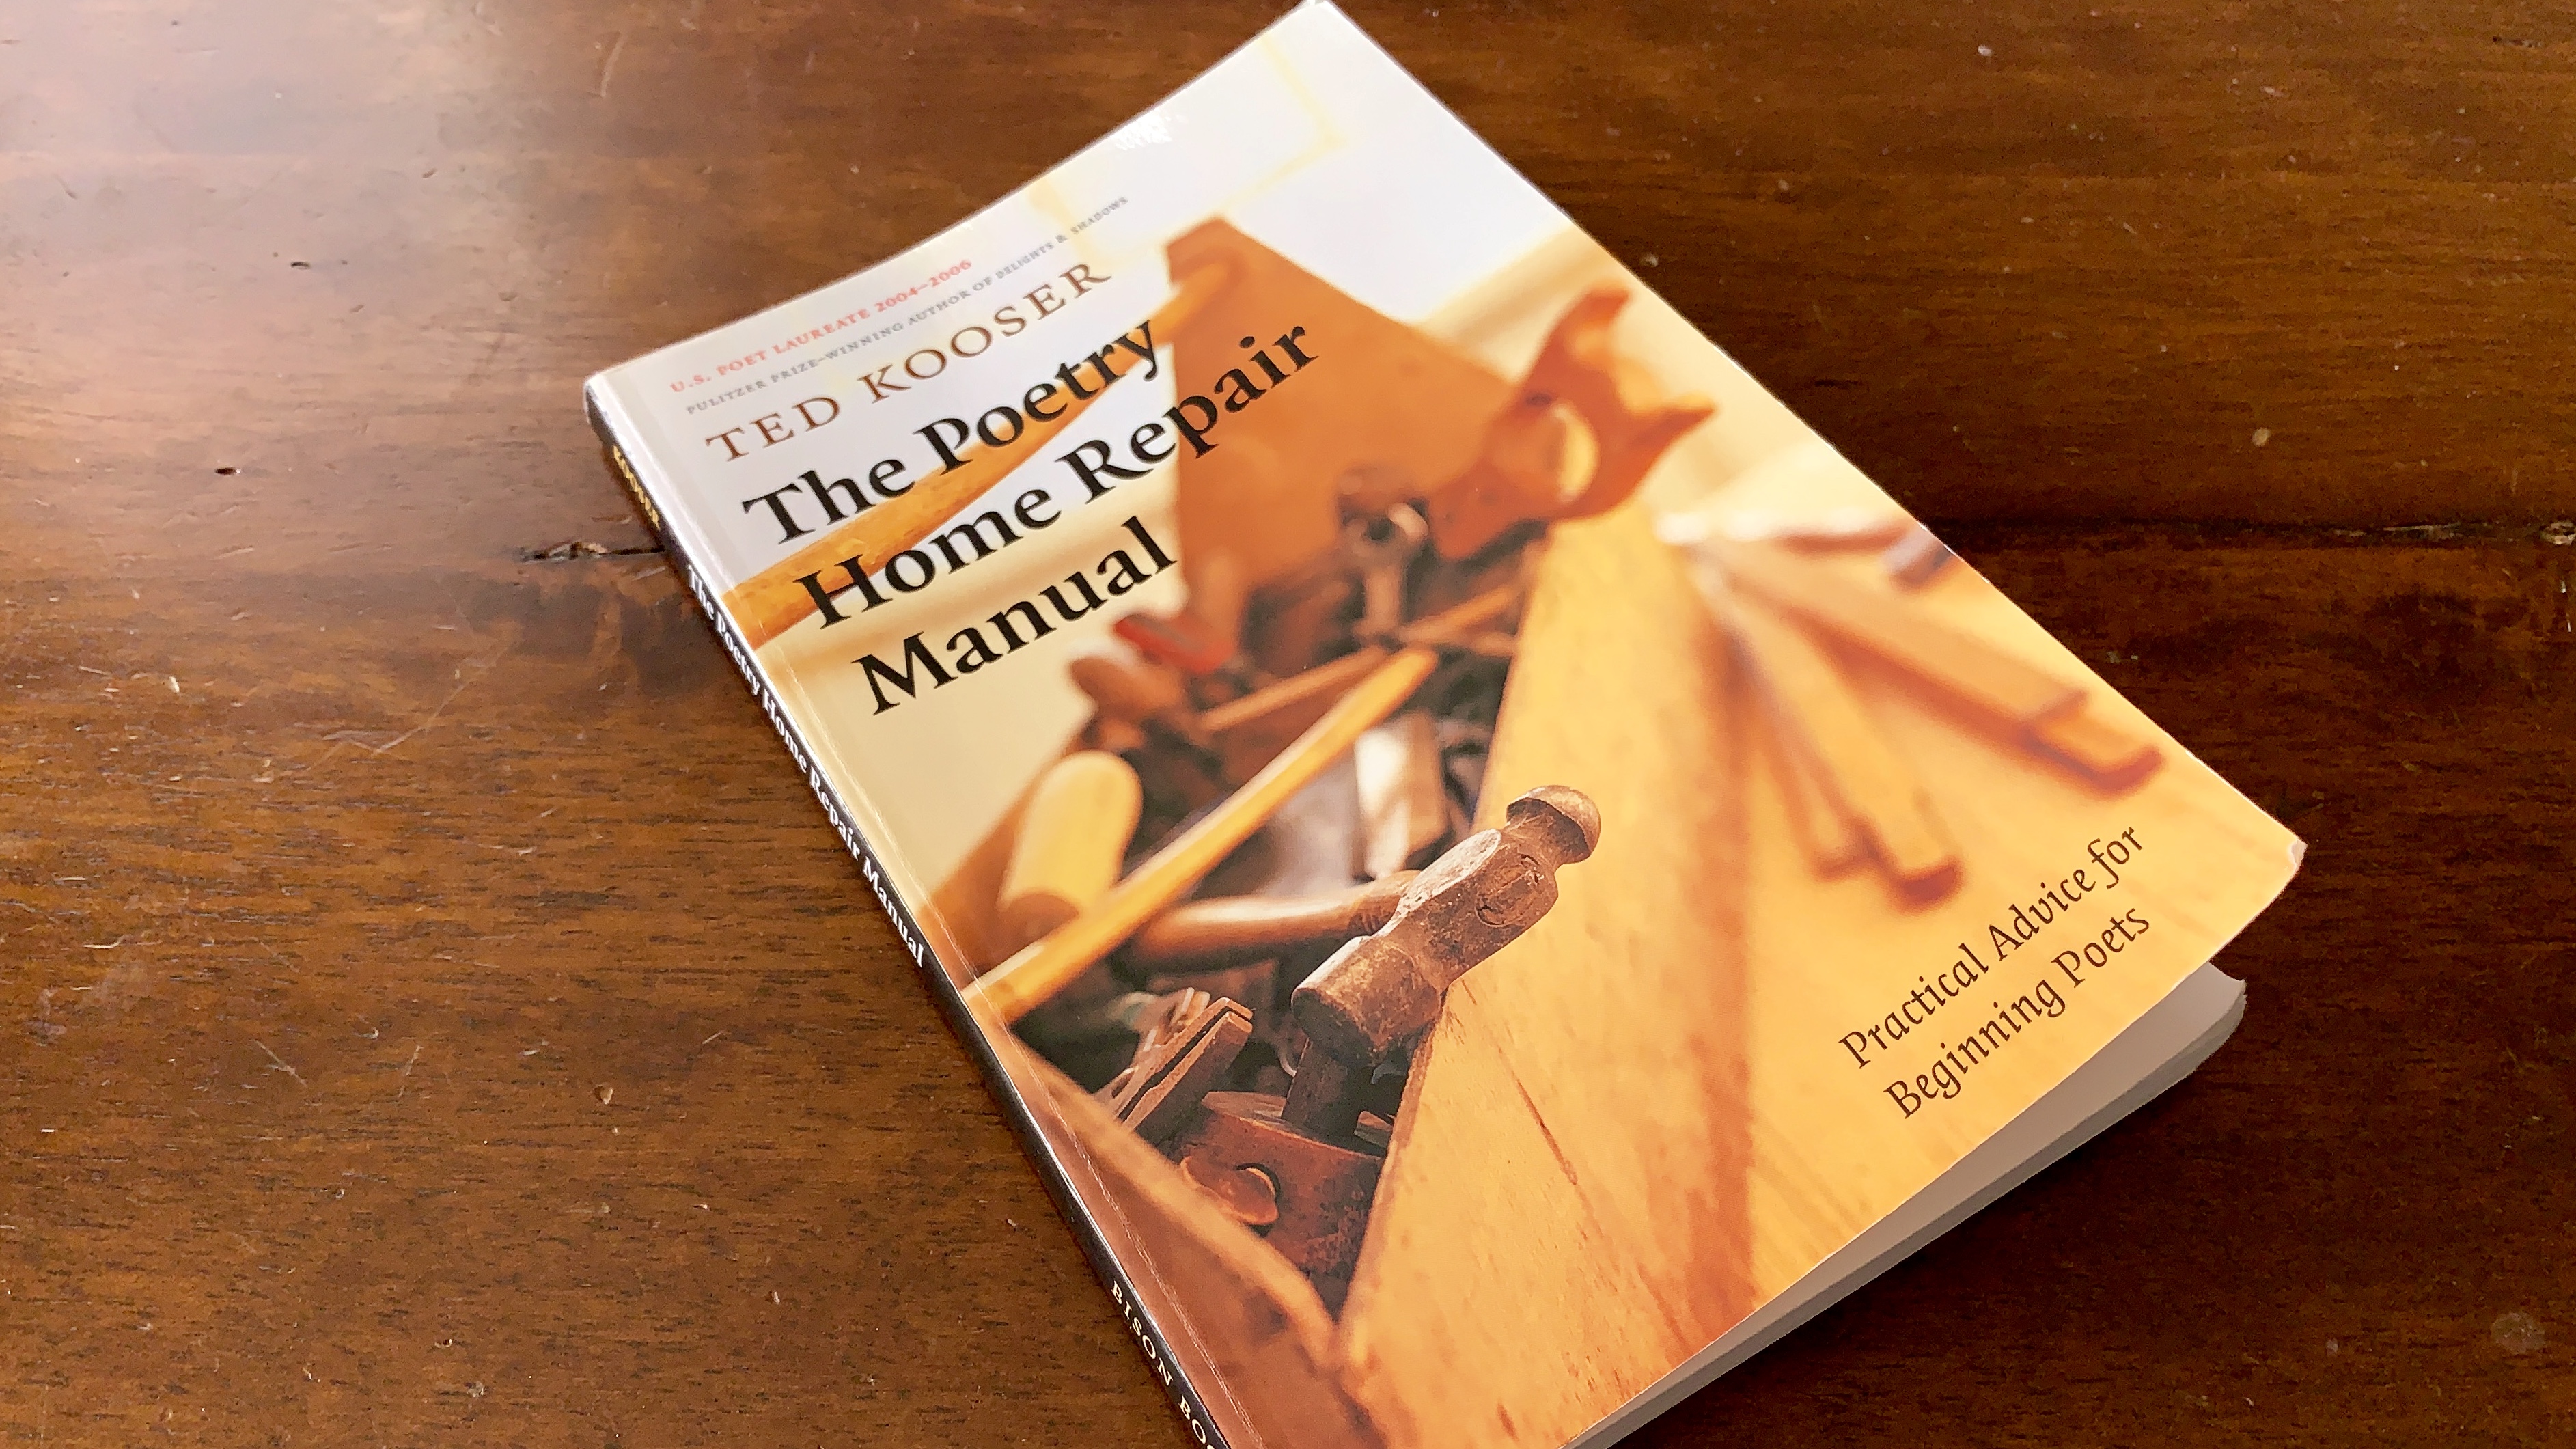 U.S. POET LAUREATE 2004–2006
PULITZER PRIZE–WINNING AUTHOR OF DELIGHTS & SHADOWS
TED KOOSER
The Poetry
Home Repair
Manual
Practical Advice for
Beginning Poets
KOOSER
The Poetry Home Repair Manual
BISON